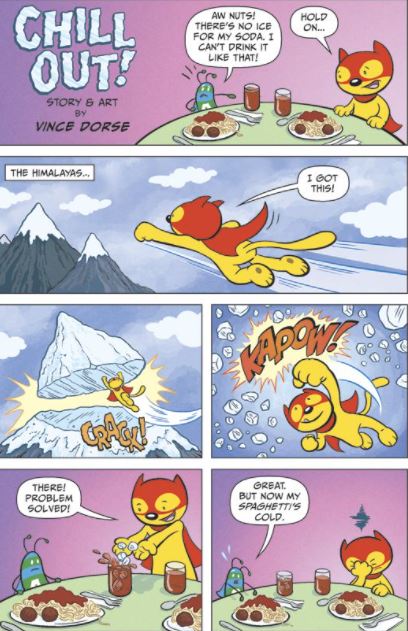 CHILL
OUT!
STORY & ART
BY
VINCE DORSE
AW NUTS!
THERE'S NO ICE
FOR MY SODA. I
CAN'T DRINK IT
LIKE THAT!
HOLD
ON...
THE HIMALAYAS...
I GOT
THIS!
CRACK!
KAPOW!
THERE!
PROBLEM
SOLVED!
GREAT.
BUT NOW MY
SPAGHETTI'S
COLD.